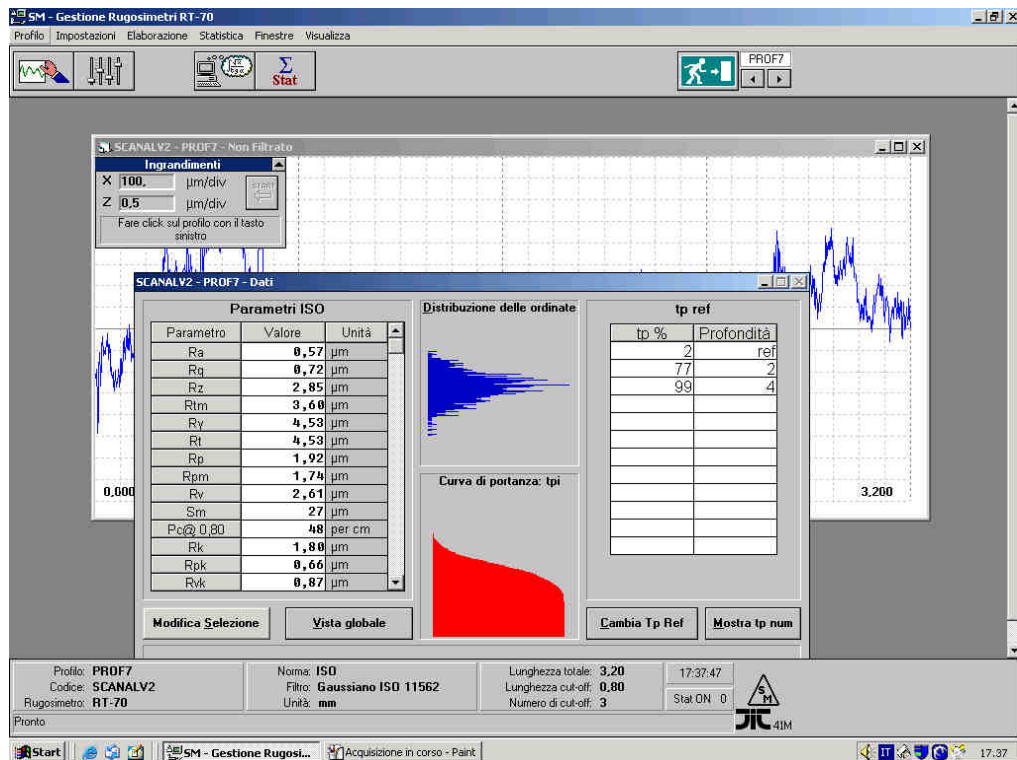 SM - Gestione Rugosimetri RT-70
Profilo Impostazioni Elaborazione Statistica Finestre Visualizza
Σ
Stat
PROF7
SCANALV2 - PROF7 - Non Filtrato
Ingrandimenti
X 100, µm/div
START
Z 0,5 µm/div
Fare click sul profilo con il tasto
sinistro
0,000
3,200
SCANALV2 - PROF7 - Dati
Parametri ISO
Parametro Valore Unità
Ra 0,57 µm
Rq 0,72 µm
Rz 2,85 µm
Rtm 3,60 µm
Ry 4,53 µm
Rt 4,53 µm
Rp 1,92 µm
Rpm 1,74 µm
Rv 2,61 µm
Sm 27 µm
Pc@ 0,80 48 per cm
Rk 1,80 µm
Rpk 0,66 µm
Rvk 0,87 µm
Modifica Selezione Vista globale
Distribuzione delle ordinate
Curva di portanza: tpi
tp ref
tp % Profondità
2 ref
77 2
99 4
Cambia Tp Ref Mostra tp num
Profilo: PROF7
Codice: SCANALV2
Rugosimetro: RT-70
Norma: ISO
Filtro: Gaussiano ISO 11562
Unità: mm
Lunghezza totale: 3,20
Lunghezza cut-off: 0,80
Numero di cut-off: 3
17:37:47
Stat ON 0
SM
41M
Pronto
Start SM - Gestione Rugosi... Acquisizione in corso - Paint IT 17.37